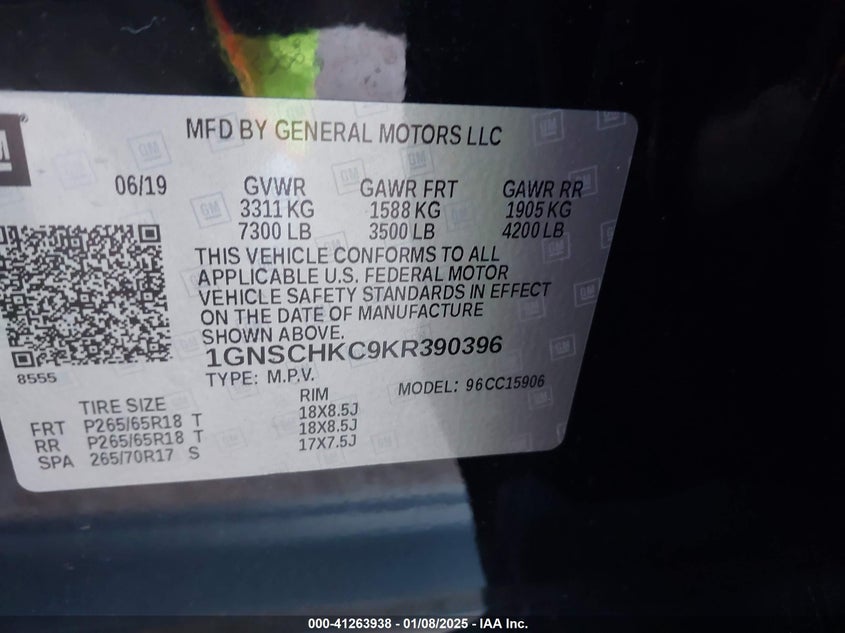 MFD BY GENERAL MOTORS LLC
06/19 GVWR GAWR FRT GAWR RR
3311 KG 1588 KG 1905 KG
7300 LB 3500 LB 4200 LB
THIS VEHICLE CONFORMS TO ALL
APPLICABLE U.S. FEDERAL MOTOR
VEHICLE SAFETY STANDARDS IN EFFECT
ON THE DATE OF MANUFACTURE
SHOWN ABOVE.
1GNSCHKC9KR390396
8555
TYPE: M.P.V. MODEL: 96CC15906
TIRE SIZE RIM
FRT P265/65R18 T 18X8.5J
RR P265/65R18 T 18X8.5J
SPA 265/70R17 S 17X7.5J
000-41263938 - 01/08/2025 - IAA Inc.